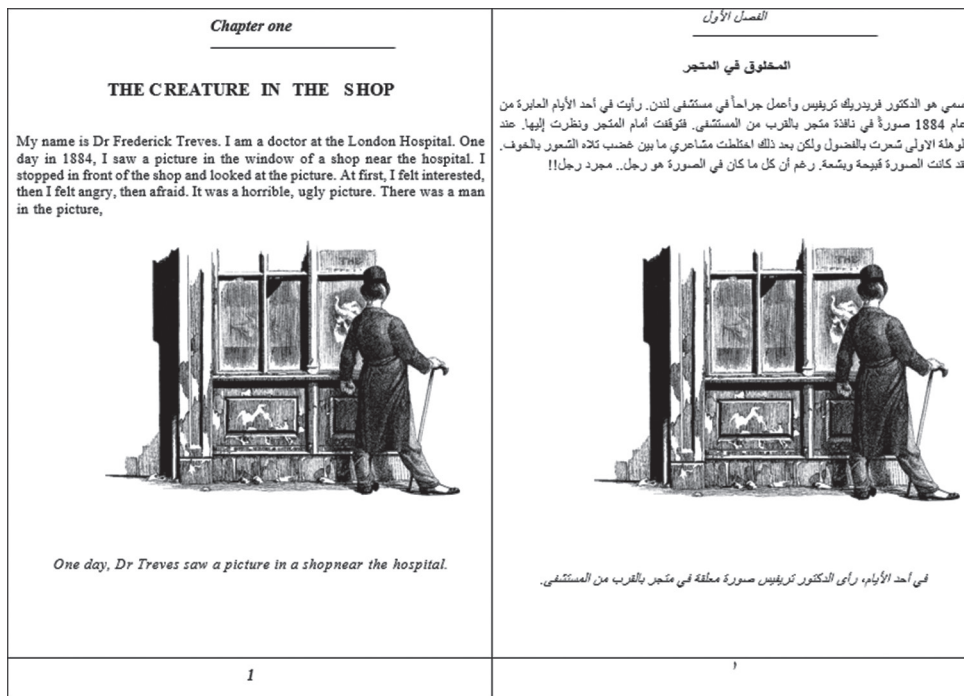 Chapter one
THE CREATURE IN THE SHOP
My name is Dr Frederick Treves. I am a doctor at the London Hospital. One
day in 1884, I saw a picture in the window of a shop near the hospital. I
stopped in front of the shop and looked at the picture. At first, I felt interested,
then I felt angry, then afraid. It was a horrible, ugly picture. There was a man
in the picture,
THE
One day, Dr Treves saw a picture in a shopnear the hospital.
1
الفصل الأول
المخلوق في المتجر
سمي هو الدكتور فريدريك تريفيس وأعمل جراحاً في مستشفى لندن. رأيت في أحد الأيام العابرة من
عام 1884 صورةً في نافذة متجر بالقرب من المستشفى. فتوقفت أمام المتجر ونظرت إليها. عند
لوهلة الاولى شعرت بالفضول ولكن بعد ذلك اختلطت مشاعري ما بين غضب تلاه الشعور بالخوف.
قد كانت الصورة قبيحة وبشعة. رغم أن كل ما كان في الصورة هو رجل.. مجرد رجل!!
THE
في أحد الأيام، رأى الدكتور تريفيس صورة معلقة في متجر بالقرب من المستشفى.
١